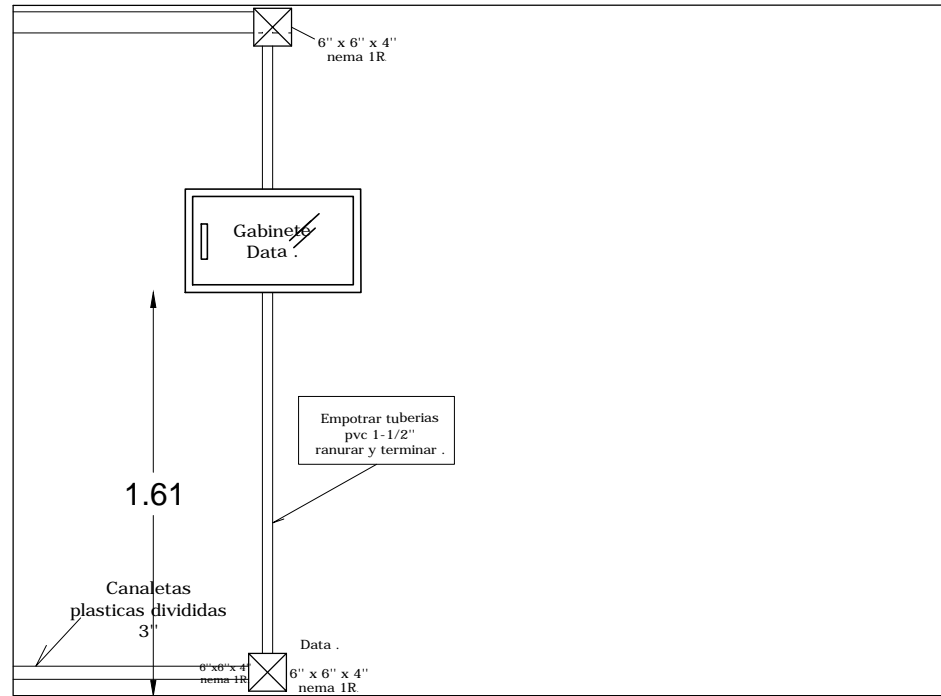 6'' x 6'' x 4''
nema 1R
Gabinete
Data .
Empotrar tuberias
pvc 1-1/2''
ranurar y terminar .
1.61
Canaletas
plasticas divididas
3''
Data .
6''x6''x 4''
nema 1R
6'' x 6'' x 4''
nema 1R